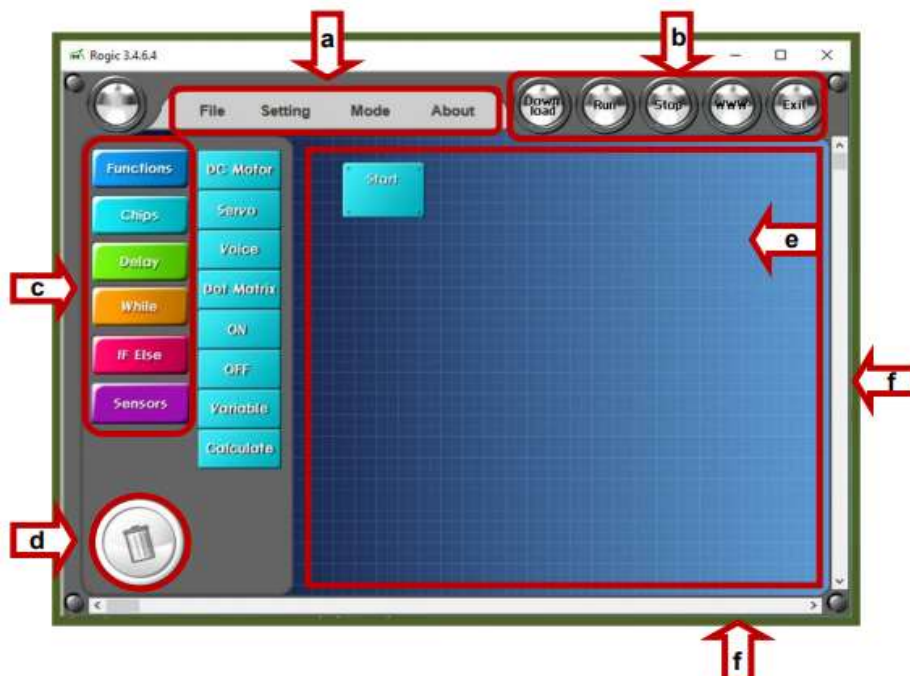 a
b
Rogic 3.4.6.4
File Setting Mode About
Down load Run Stop WWW Exit
Functions DC Motor Start
Chips Servo
Delay Voice
e
c
While Dot Matrix
ON
IF Else OFF
f
Sensors Variable
Calculate
d
f